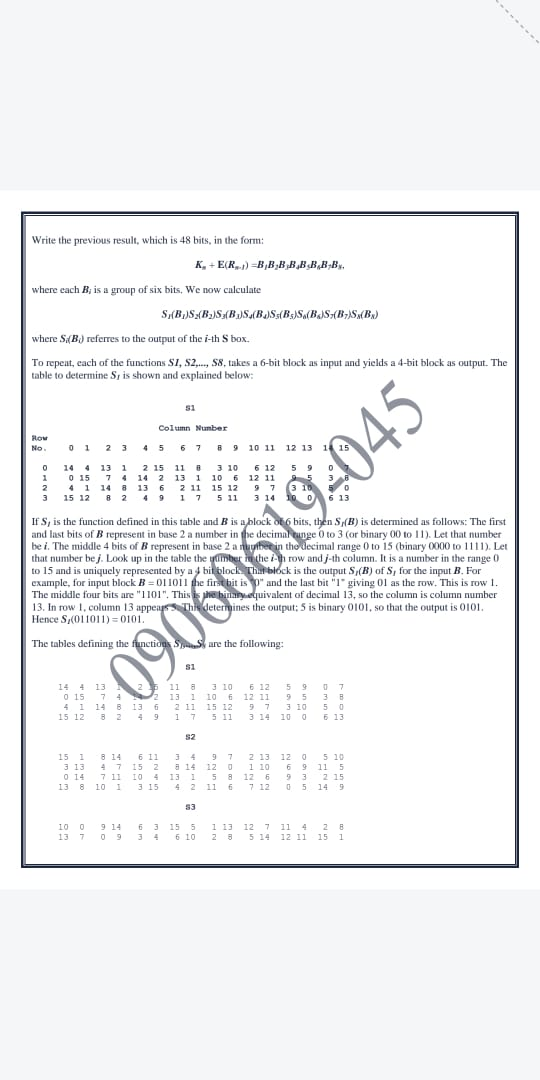 Write the previous result, which is 48 bits, in the form:
Kn + E(Rn-1) =B1B2B3B4B5B6B7B8,
where each Bi is a group of six bits. We now calculate
S1(B1)S2(B2)S3(B3)S4(B4)S5(B5)S6(B6)S7(B7)S8(B8)
where Si(Bi) referres to the output of the i-th S box.
To repeat, each of the functions S1, S2,..., S8, takes a 6-bit block as input and yields a 4-bit block as output. The
table to determine S1 is shown and explained below:
S1
Column Number
Row
No. 0 1 2 3 4 5 6 7 8 9 10 11 12 13 14 15
0 14 4 13 1 2 15 11 8 3 10 6 12 5 9 0 7
1 0 15 7 4 14 2 13 1 10 6 12 11 9 5 3 8
2 4 1 14 8 13 6 2 11 15 12 9 7 3 10 5 0
3 15 12 8 2 4 9 1 7 5 11 3 14 10 0 6 13
If S1 is the function defined in this table and B is a block of 6 bits, then S1(B) is determined as follows: The first
and last bits of B represent in base 2 a number in the decimal range 0 to 3 (or binary 00 to 11). Let that number
be i. The middle 4 bits of B represent in base 2 a number in the decimal range 0 to 15 (binary 0000 to 1111). Let
that number be j. Look up in the table the number in the i-th row and j-th column. It is a number in the range 0
to 15 and is uniquely represented by a 4 bit block. That block is the output S1(B) of S1 for the input B. For
example, for input block B = 011011 the first bit is "0" and the last bit "1" giving 01 as the row. This is row 1.
The middle four bits are "1101". This is the binary equivalent of decimal 13, so the column is column number
13. In row 1, column 13 appears 5. This determines the output; 5 is binary 0101, so that the output is 0101.
Hence S1(011011) = 0101.
The tables defining the functions S1,...,S8 are the following:
S1
14 4 13 1 2 15 11 8 3 10 6 12 5 9 0 7
0 15 7 4 14 2 13 1 10 6 12 11 9 5 3 8
4 1 14 8 13 6 2 11 15 12 9 7 3 10 5 0
15 12 8 2 4 9 1 7 5 11 3 14 10 0 6 13
S2
15 1 8 14 6 11 3 4 9 7 2 13 12 0 5 10
3 13 4 7 15 2 8 14 12 0 1 10 6 9 11 5
0 14 7 11 10 4 13 1 5 8 12 6 9 3 2 15
13 8 10 1 3 15 4 2 11 6 7 12 0 5 14 9
S3
10 0 9 14 6 3 15 5 1 13 12 7 11 4 2 8
13 7 0 9 3 4 6 10 2 8 5 14 12 11 15 1
09060619-045